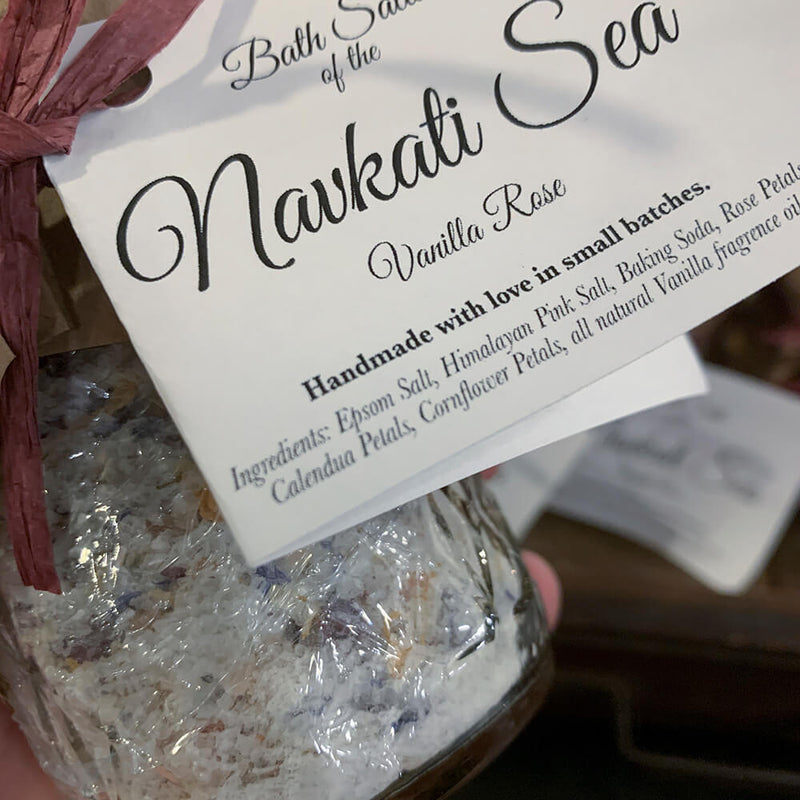 Bath Salts
of the
Navkati Sea
Vanilla Rose
Handmade with love in small batches.
Ingredients: Epsom Salt, Himalayan Pink Salt, Baking Soda, Rose Petals
Calendua Petals, Cornflower Petals, all natural Vanilla fragrence oil